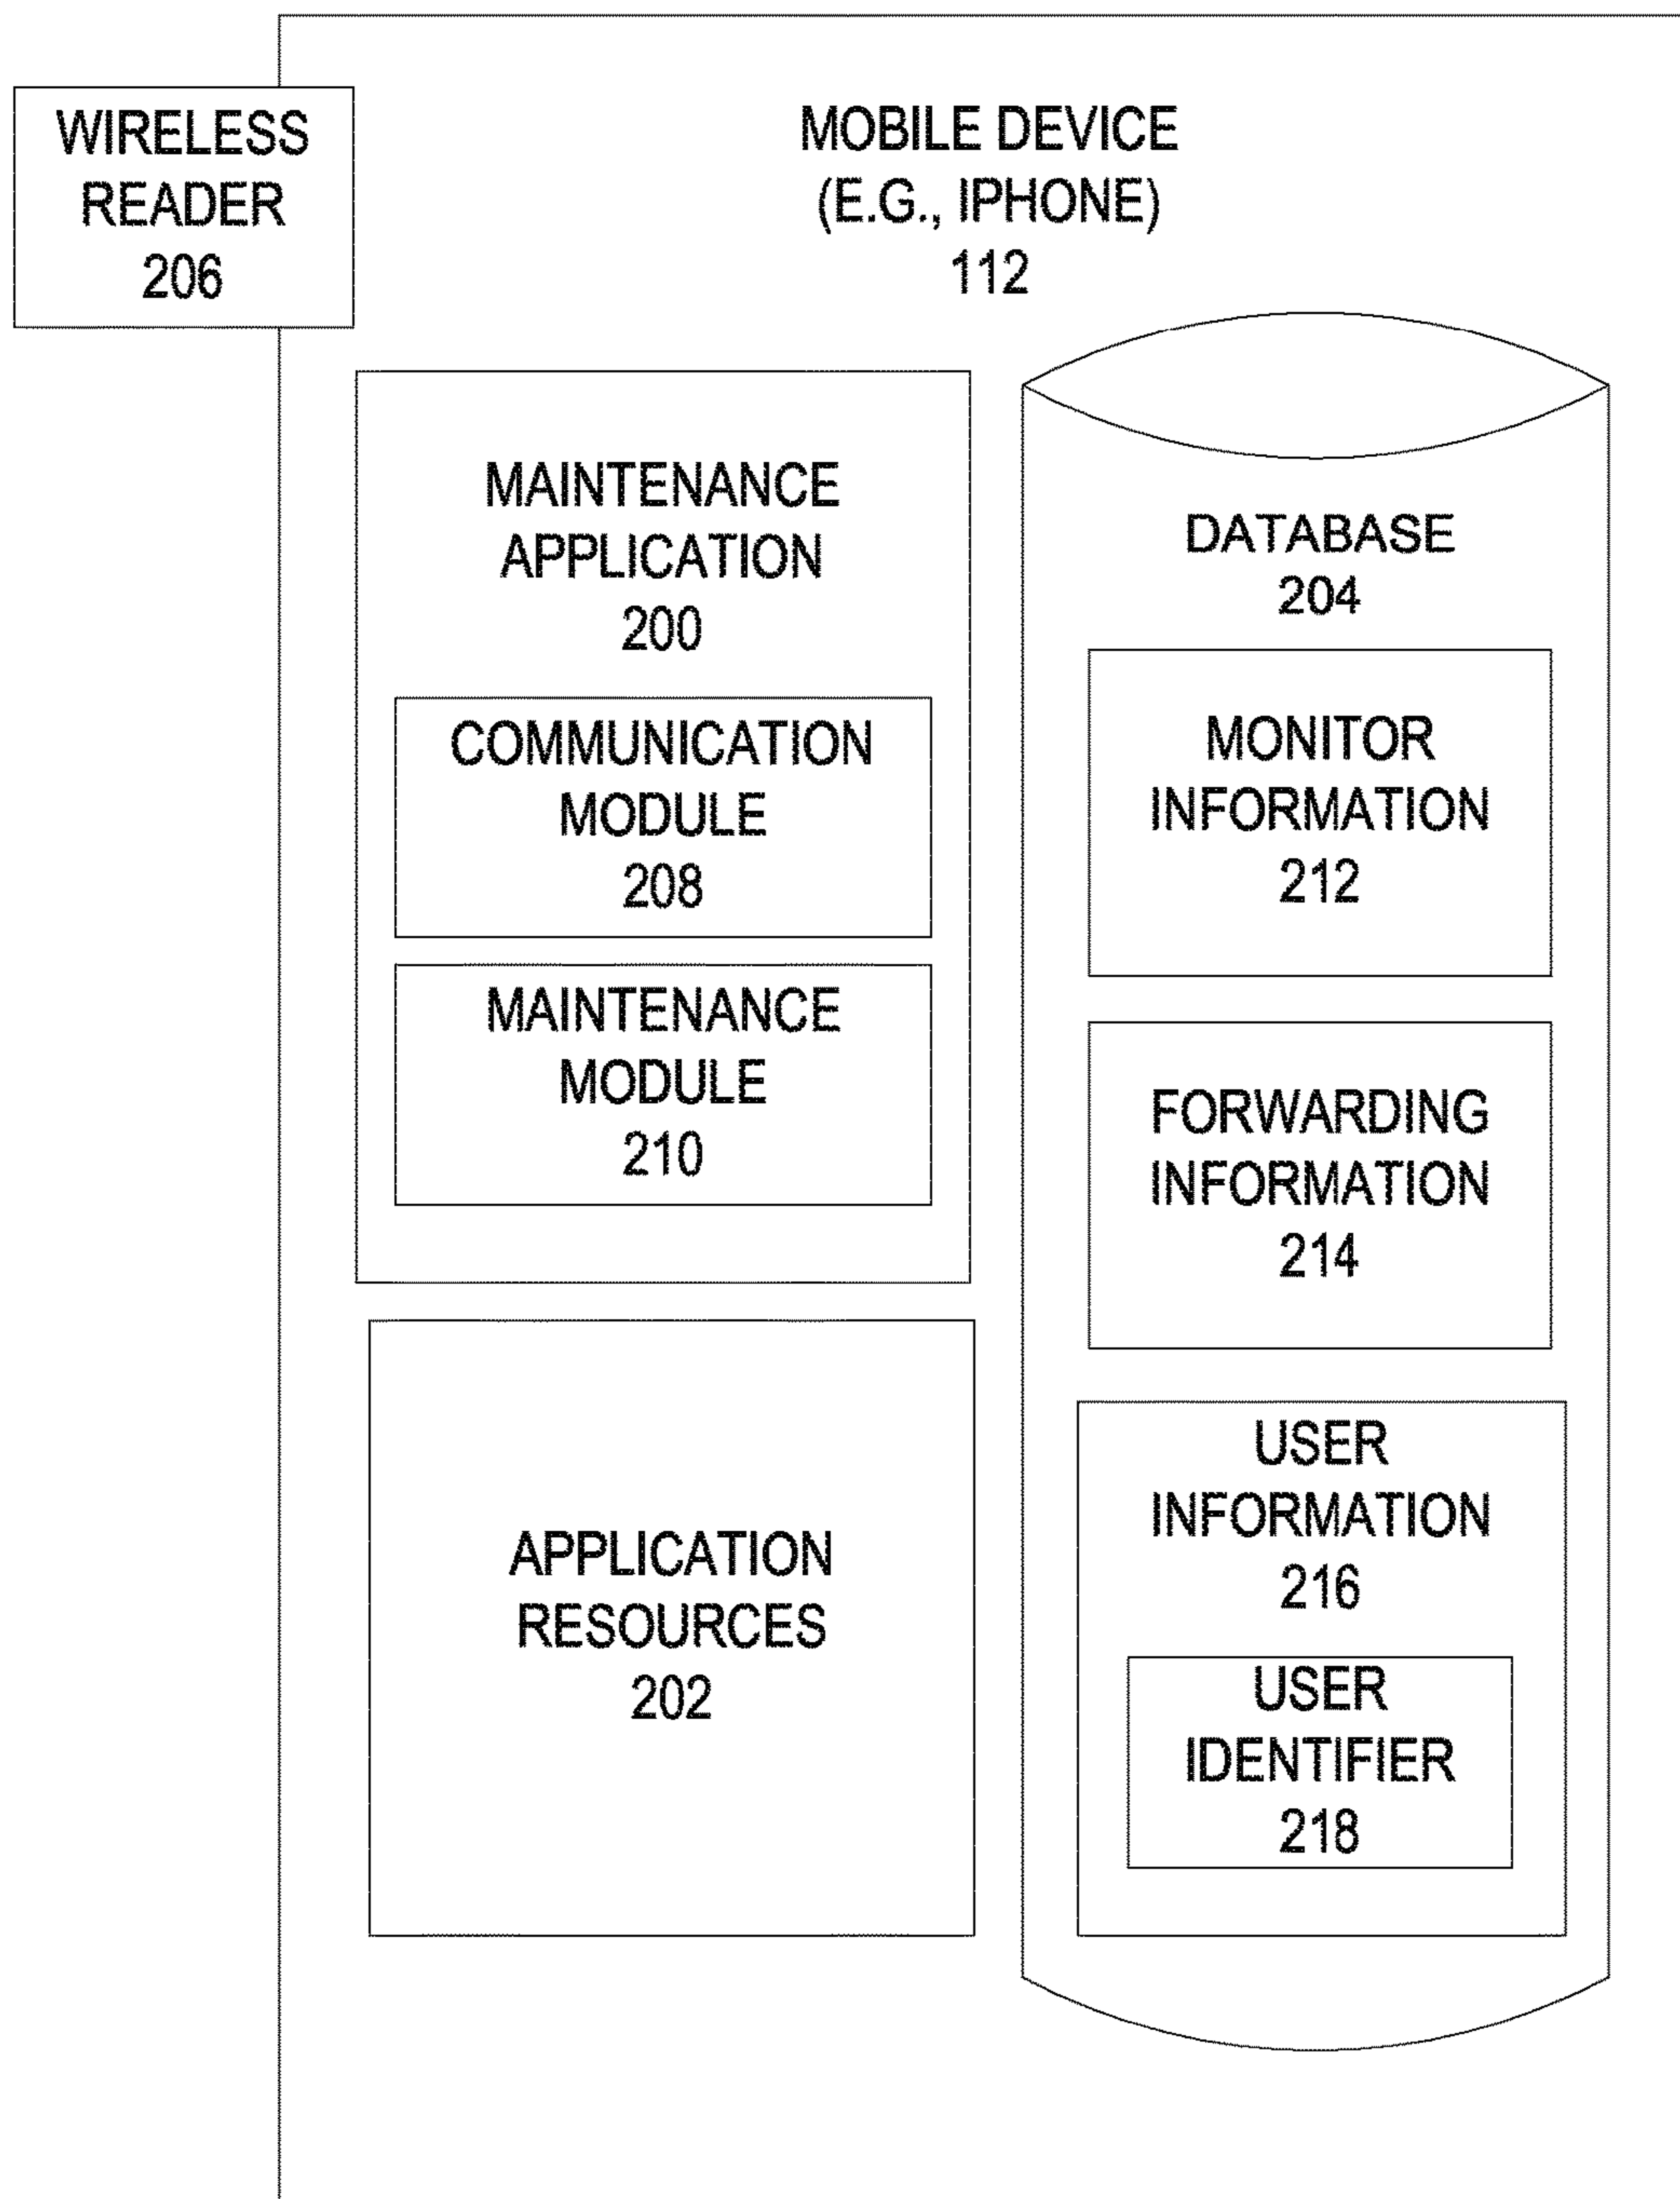 WIRELESS
READER
206
MOBILE DEVICE
(E.G., IPHONE)
112
MAINTENANCE
APPLICATION
200
COMMUNICATION
MODULE
208
MAINTENANCE
MODULE
210
APPLICATION
RESOURCES
202
DATABASE
204
MONITOR
INFORMATION
212
FORWARDING
INFORMATION
214
USER
INFORMATION
216
USER
IDENTIFIER
218